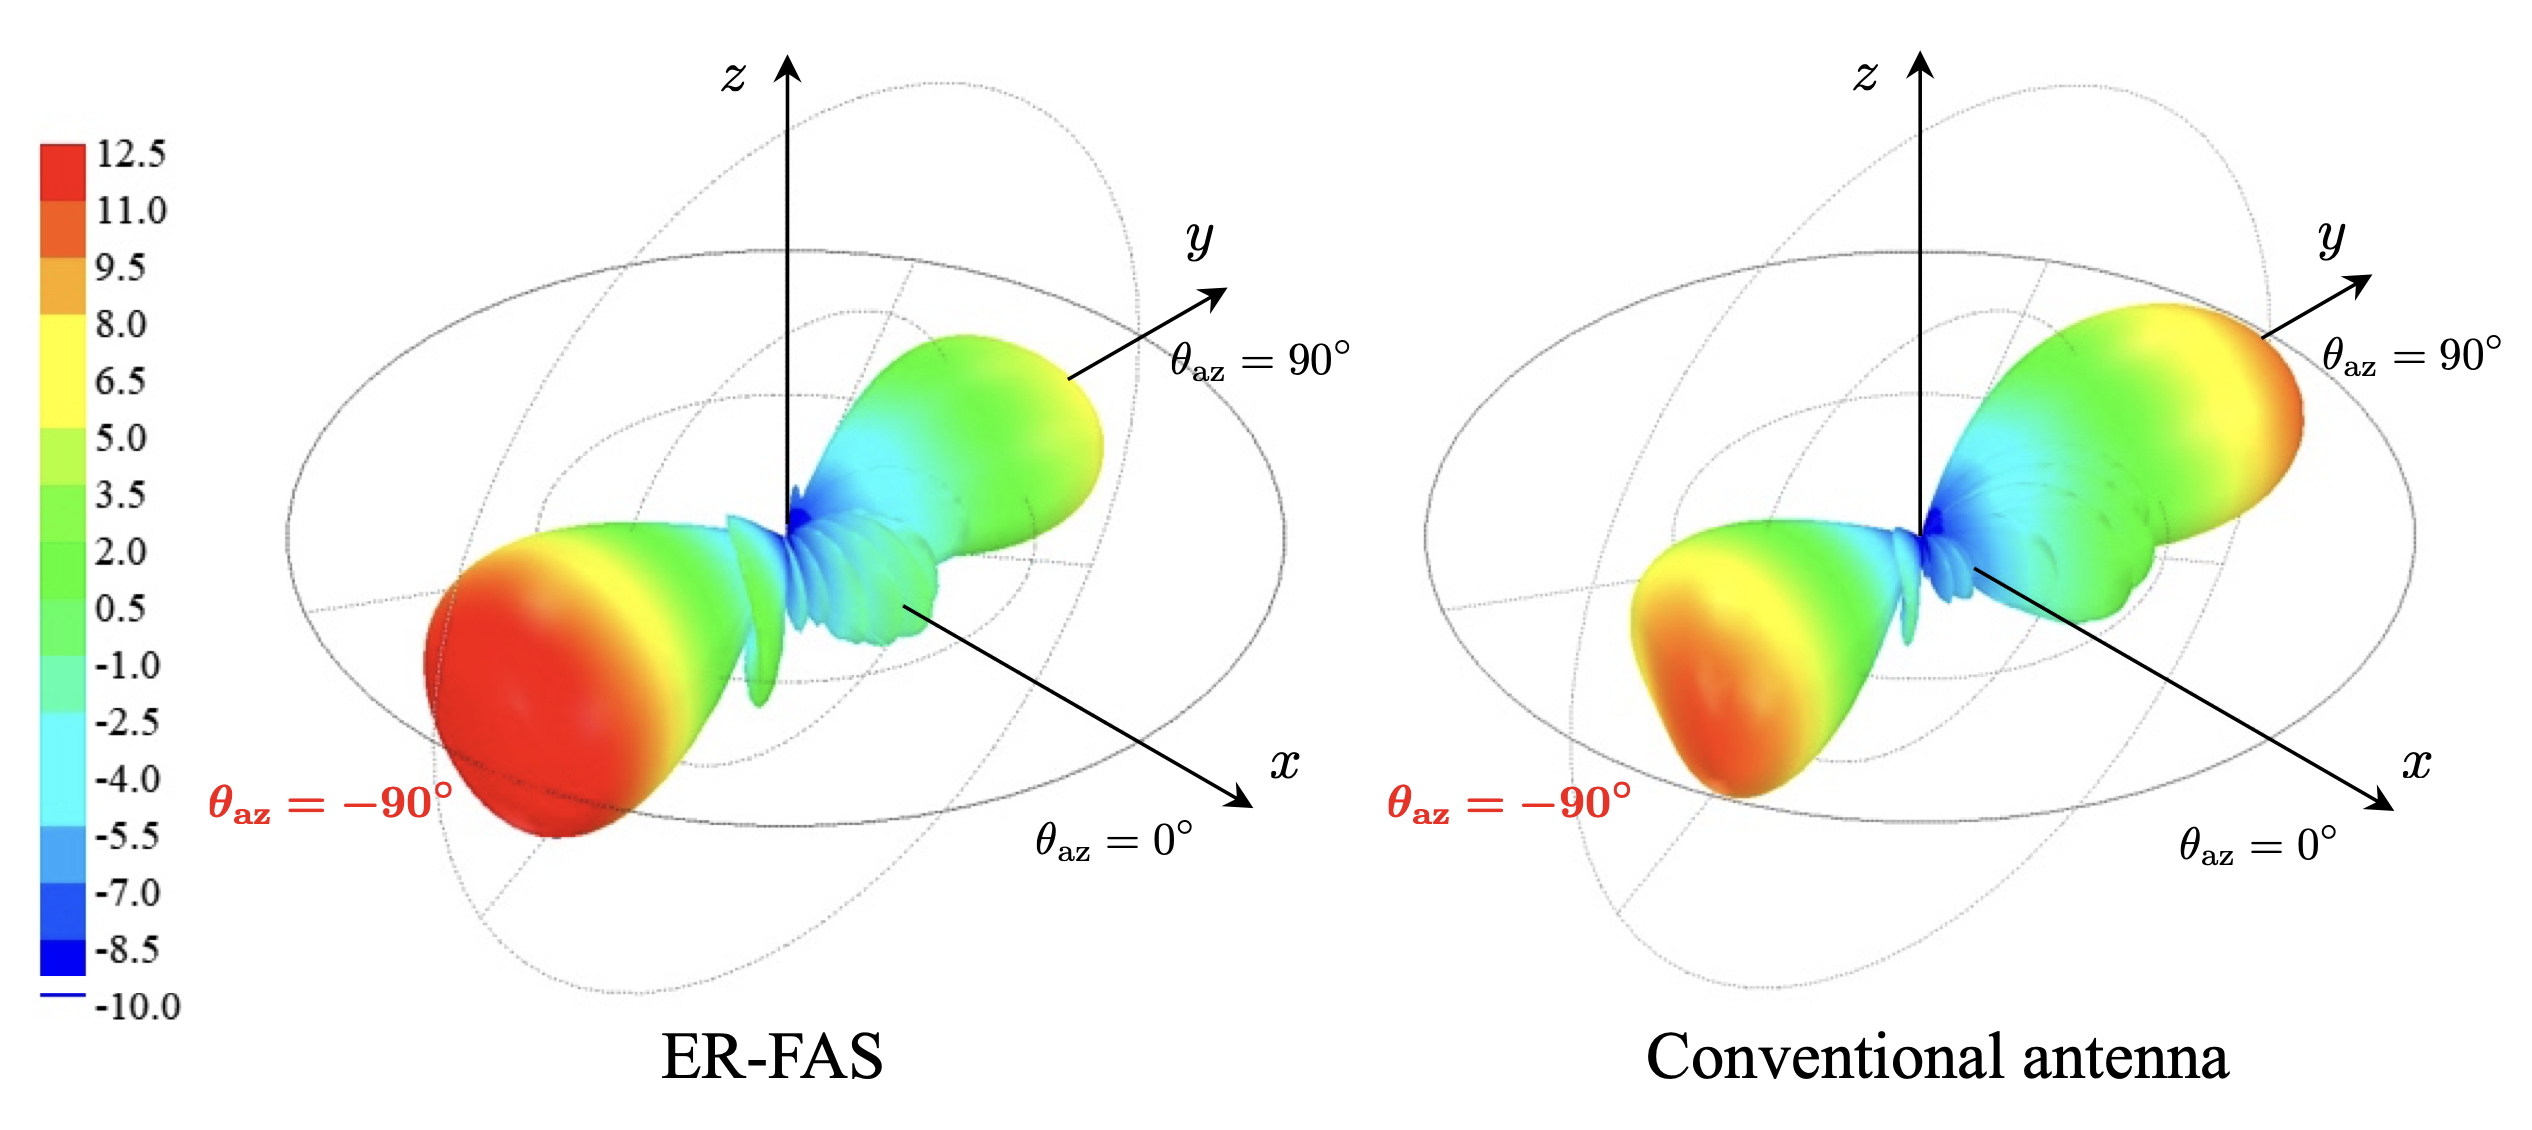 12.5
11.0
9.5
8.0
6.5
5.0
3.5
2.0
0.5
-1.0
-2.5
-4.0
-5.5
-7.0
-8.5
-10.0
z
y
θaz = 90°
θaz = −90°
x
θaz = 0°
ER-FAS
z
y
θaz = 90°
θaz = −90°
x
θaz = 0°
Conventional antenna